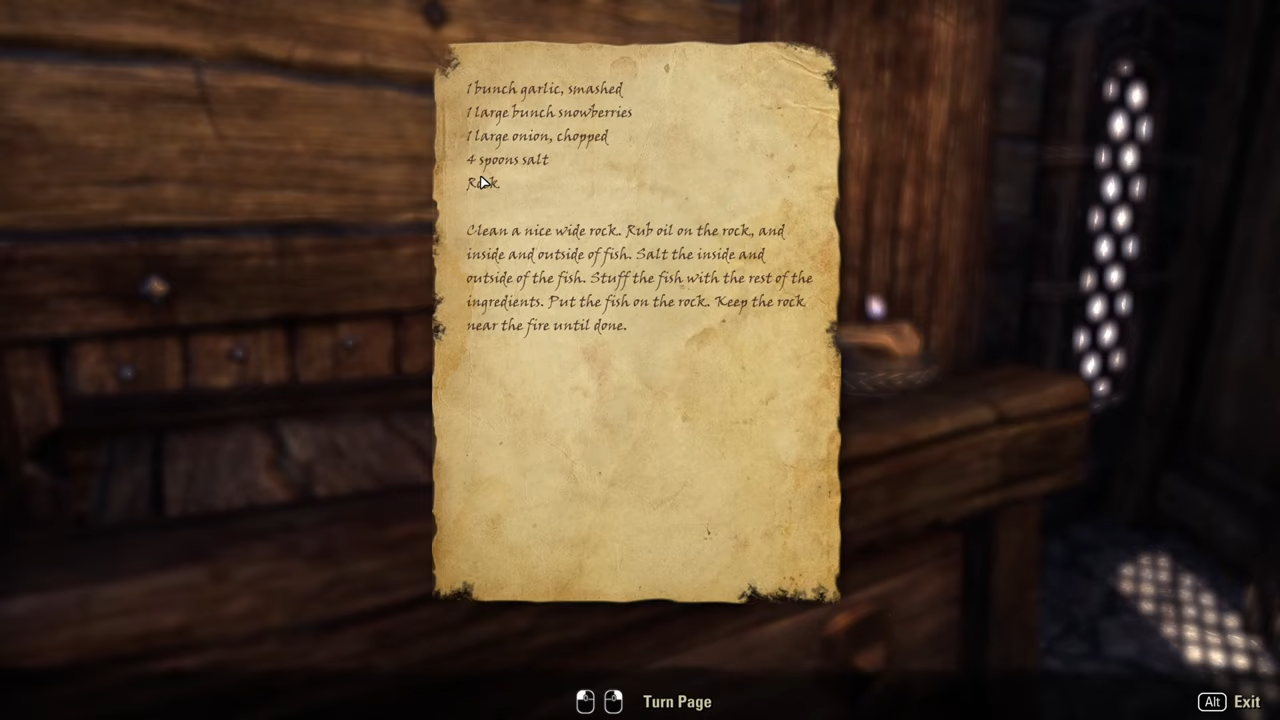 1 bunch garlic, smashed
1 large bunch snowberries
1 large onion, chopped
4 spoons salt
Clean a nice wide rock. Rub oil on the rock, and
inside and outside of fish. Salt the inside and
outside of the fish. Stuff the fish with the rest of the
ingredients. Put the fish on the rock. Keep the rock
near the fire until done.
Turn Page
Alt Exit